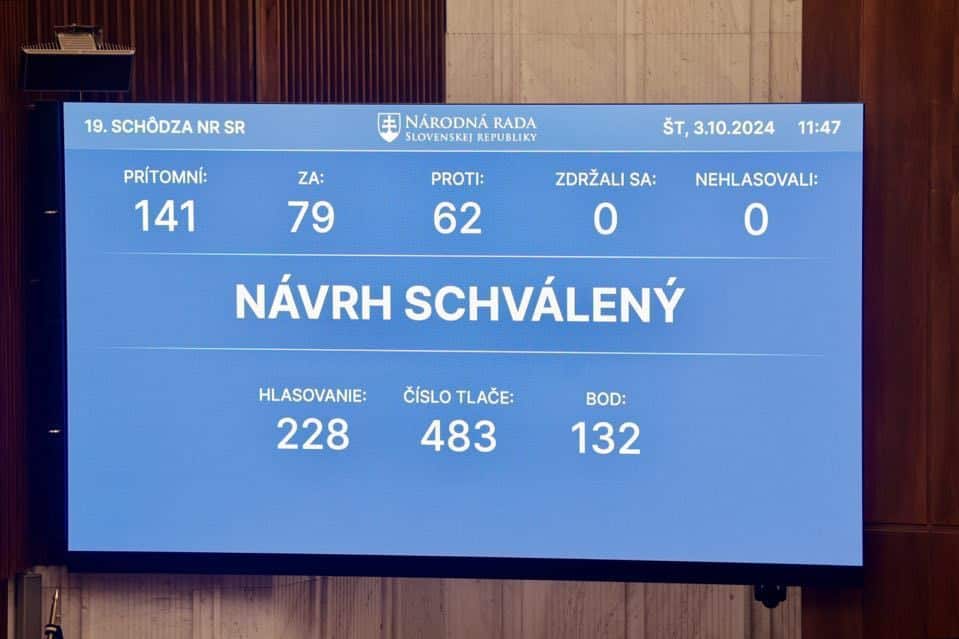 19. SCHÔDZA NR SR
NÁRODNÁ RADA
SLOVENSKEJ REPUBLIKY
ŠT, 3.10.2024 11:47
PRÍTOMNÍ: ZA: PROTI: ZDRŽALI SA: NEHLASOVALI:
141 79 62 0 0
NÁVRH SCHVÁLENÝ
HLASOVANIE: ČÍSLO TLAČE: BOD:
228 483 132